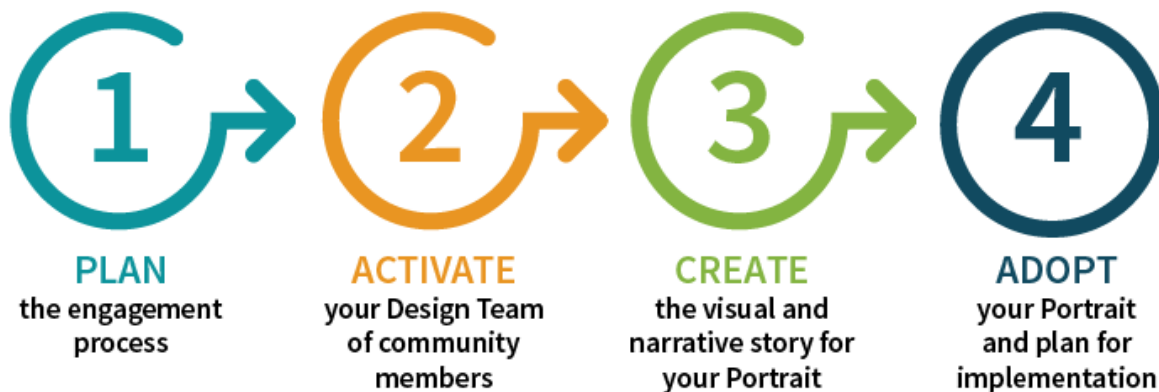 1
PLAN
the engagement
process
2
ACTIVATE
your Design Team
of community
members
3
CREATE
the visual and
narrative story for
your Portrait
4
ADOPT
your Portrait
and plan for
implementation